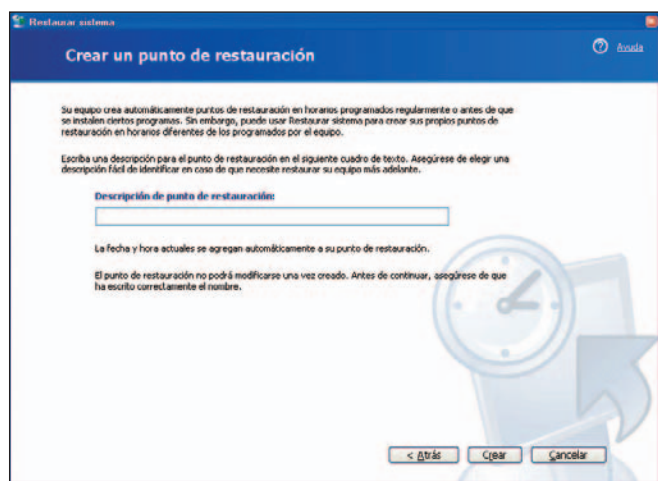 Restaurar sistema
Crear un punto de restauración
Ayuda
Su equipo crea automáticamente puntos de restauración en horarios programados regularmente o antes de que
se instalen ciertos programas. Sin embargo, puede usar Restaurar sistema para crear sus propios puntos de
restauración en horarios diferentes de los programados por el equipo.
Escriba una descripción para el punto de restauración en el siguiente cuadro de texto. Asegúrese de elegir una
descripción fácil de identificar en caso de que necesite restaurar su equipo más adelante.
Descripción de punto de restauración:
La fecha y hora actuales se agregan automáticamente a su punto de restauración.
El punto de restauración no podrá modificarse una vez creado. Antes de continuar, asegúrese de que
ha escrito correctamente el nombre.
< Atrás Crear Cancelar